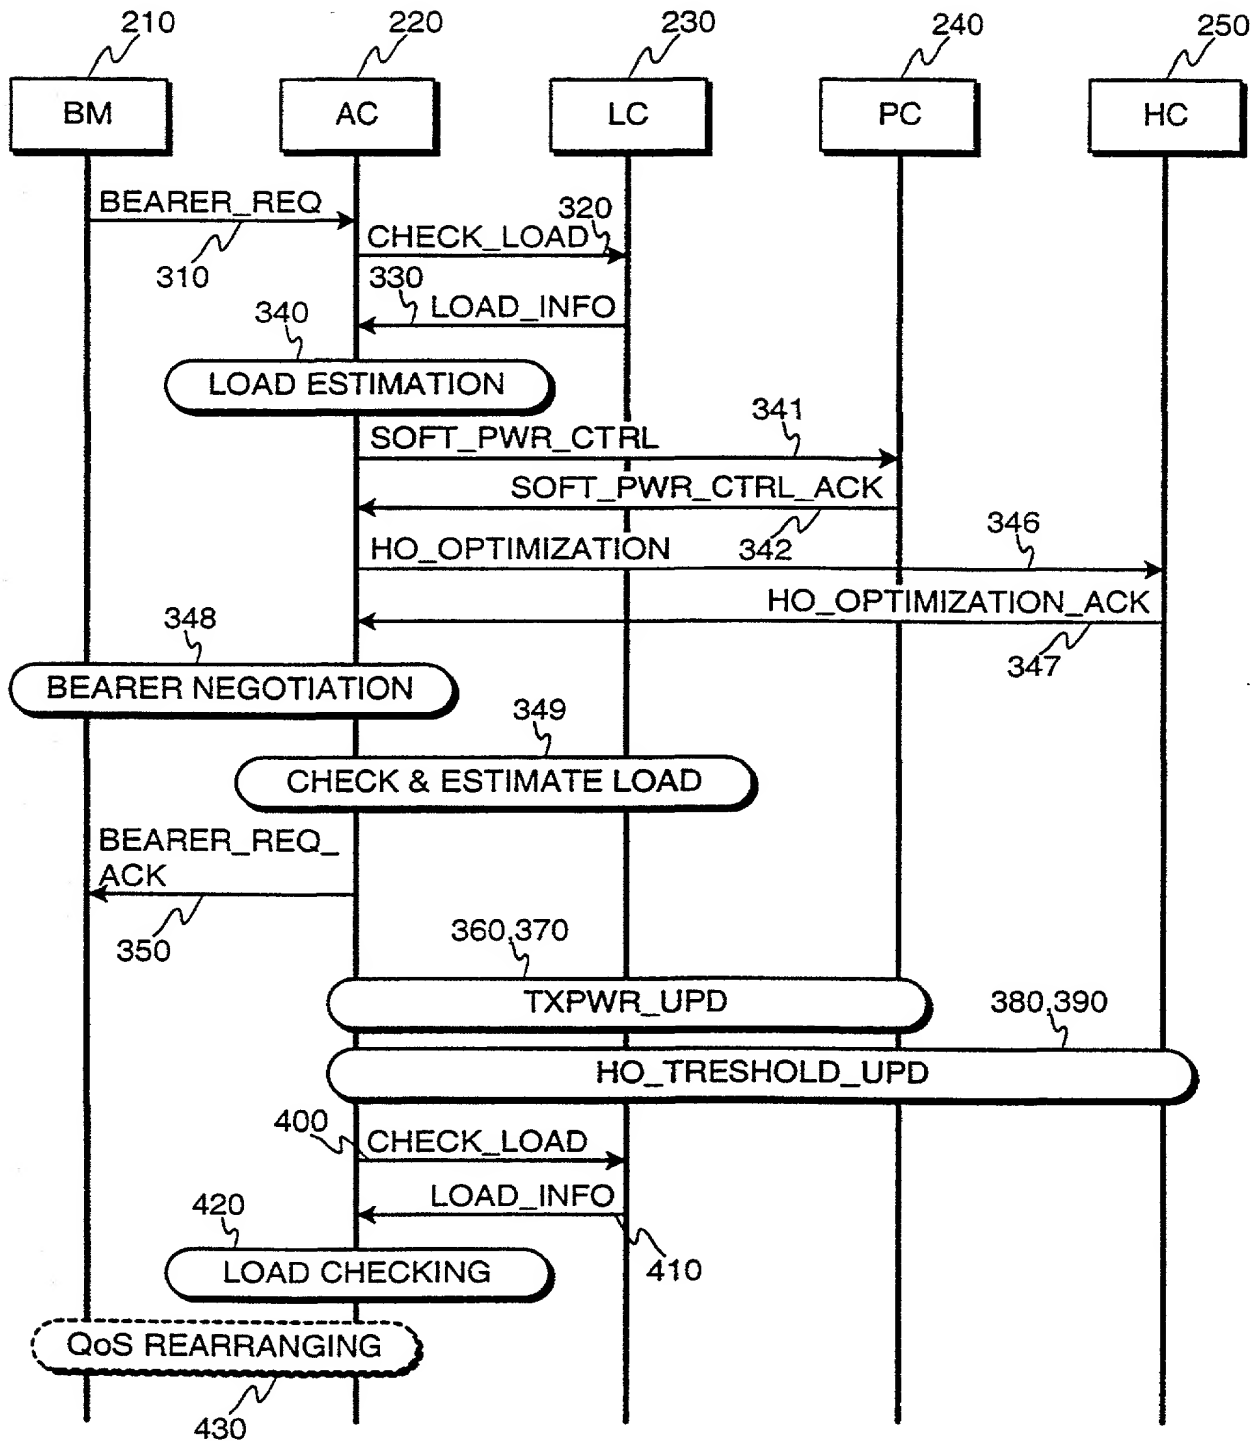 210 220 230 240 250
BM AC LC PC HC
BEARER_REQ
310
320
CHECK_LOAD
330
LOAD_INFO
340
LOAD ESTIMATION
341
SOFT_PWR_CTRL
SOFT_PWR_CTRL_ACK
342
346
HO_OPTIMIZATION
HO_OPTIMIZATION_ACK
347
348
BEARER NEGOTIATION
349
CHECK & ESTIMATE LOAD
BEARER_REQ_
ACK
350
360,370
TXPWR_UPD
380,390
HO_TRESHOLD_UPD
400
CHECK_LOAD
LOAD_INFO
410
420
LOAD CHECKING
QoS REARRANGING
430